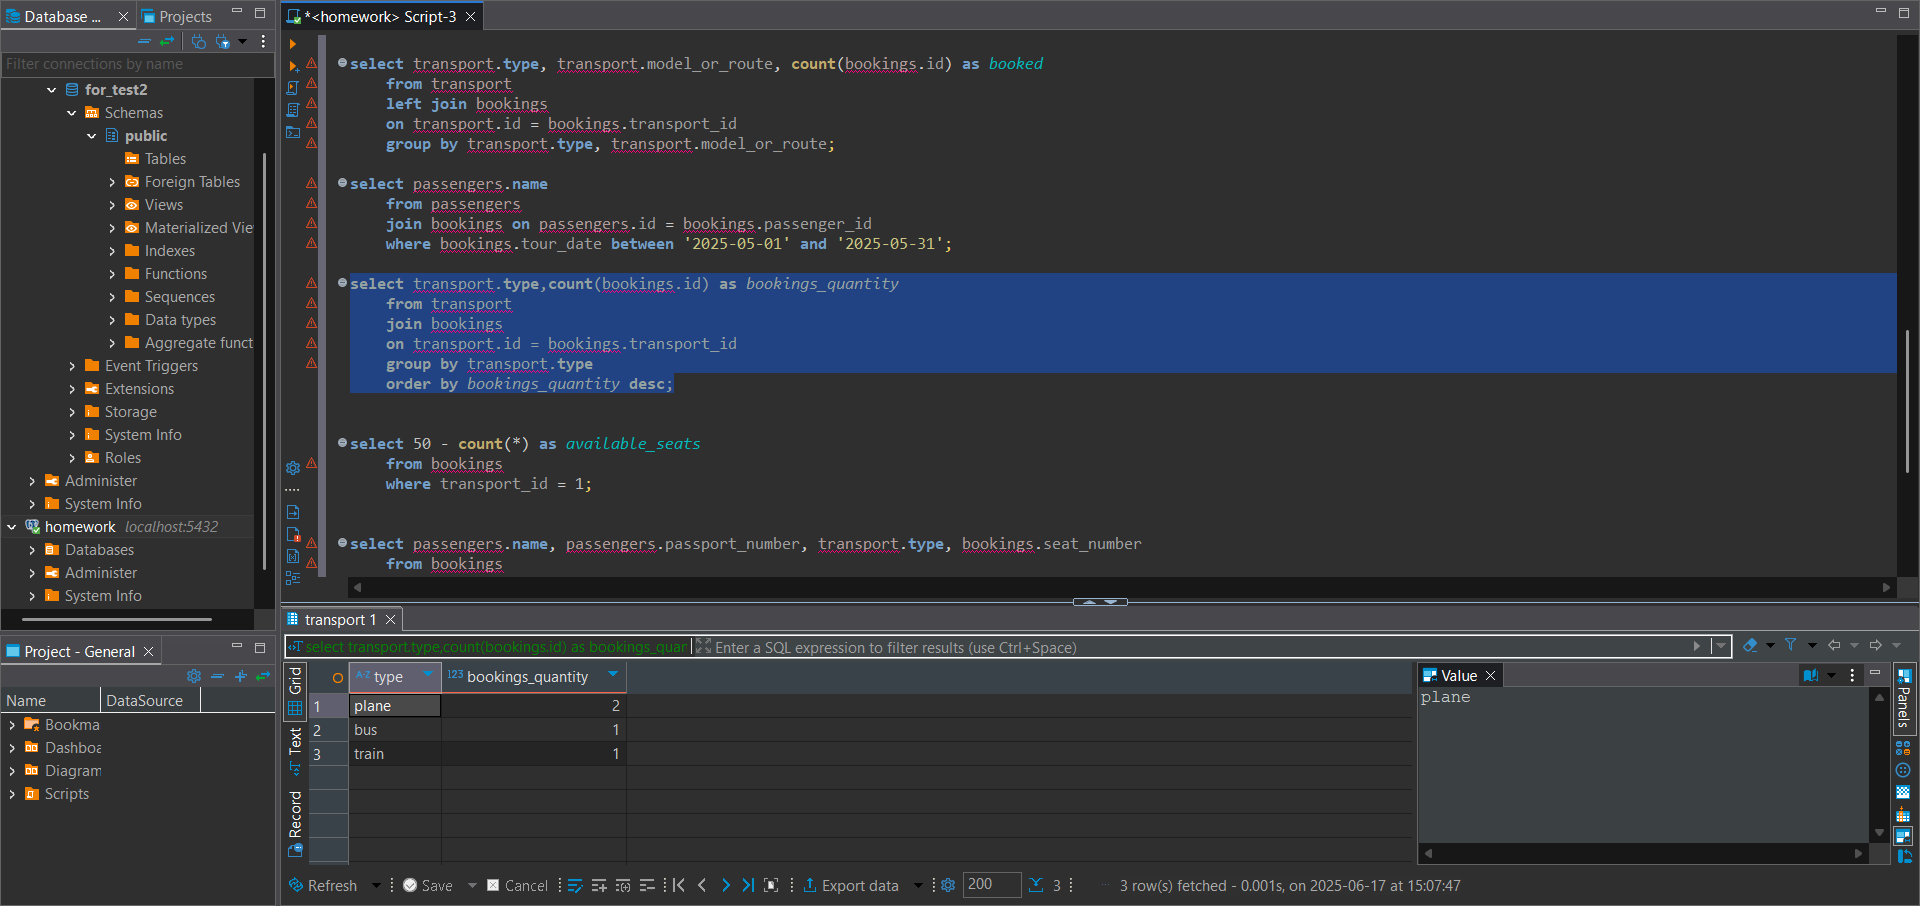 Database ...
Projects
Filter connections by name
for_test2
Schemas
public
Tables
Foreign Tables
Views
Materialized Vie
Indexes
Functions
Sequences
Data types
Aggregate funct
Event Triggers
Extensions
Storage
System Info
Roles
Administer
System Info
homework localhost:5432
Databases
Administer
System Info
Project - General
Name DataSource
Bookma
Dashboa
Diagram
Scripts
*<homework> Script-3
select transport.type, transport.model_or_route, count(bookings.id) as booked
from transport
left join bookings
on transport.id = bookings.transport_id
group by transport.type, transport.model_or_route;
select passengers.name
from passengers
join bookings on passengers.id = bookings.passenger_id
where bookings.tour_date between '2025-05-01' and '2025-05-31';
select transport.type,count(bookings.id) as bookings_quantity
from transport
join bookings
on transport.id = bookings.transport_id
group by transport.type
order by bookings_quantity desc;
select 50 - count(*) as available_seats
from bookings
where transport_id = 1;
select passengers.name, passengers.passport_number, transport.type, bookings.seat_number
from bookings
transport 1
select transport.type,count(bookings.id) as bookings_quar
Enter a SQL expression to filter results (use Ctrl+Space)
Grid
Text
Record
A-Z type 123 bookings_quantity
1 plane 2
2 bus 1
3 train 1
Value
plane
Panels
Refresh
Save
Cancel
Export data
200
3
3 row(s) fetched - 0.001s, on 2025-06-17 at 15:07:47